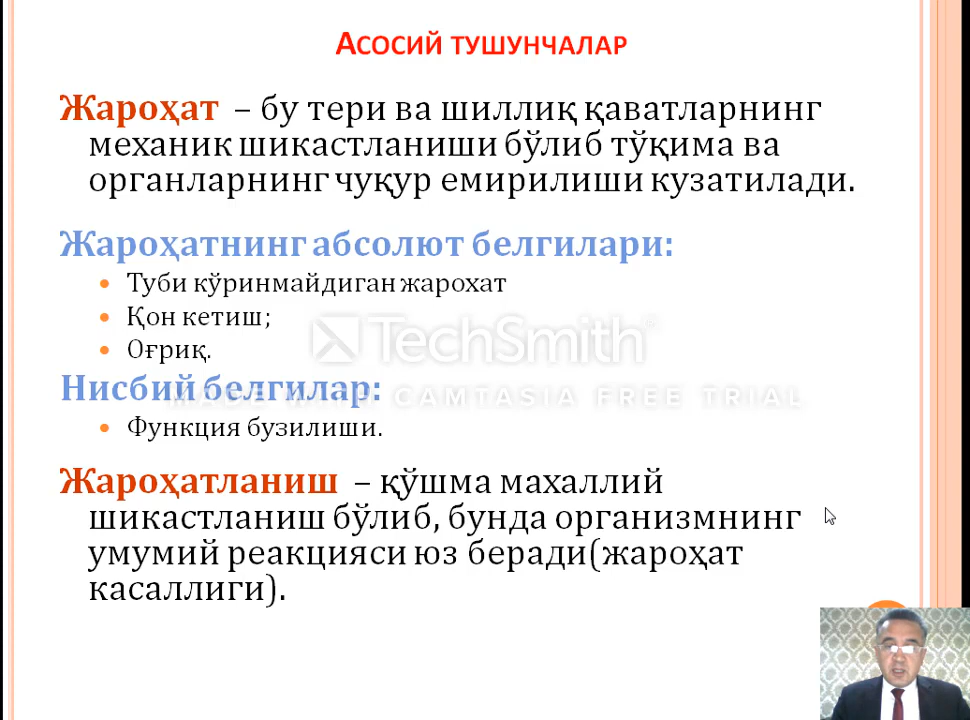 АСОСИЙ ТУШУНЧАЛАР
Жароҳат – бу тери ва шиллиқ қаватларнинг
механик шикастланиши бўлиб тўқима ва
органларнинг чуқур емирилиши кузатилади.
Жароҳатнинг абсолют белгилари:
• Туби кўринмайдиган жарохат
• Қон кетиш;
• Оғриқ.
TechSmith
Нисбий белгилар:
MADE WITH CAMTASIA FREE TRIAL
• Функция бузилиши.
Жароҳатланиш – қўшма махаллий
шикастланиш бўлиб, бунда организмнинг
умумий реакцияси юз беради(жароҳат
касаллиги).